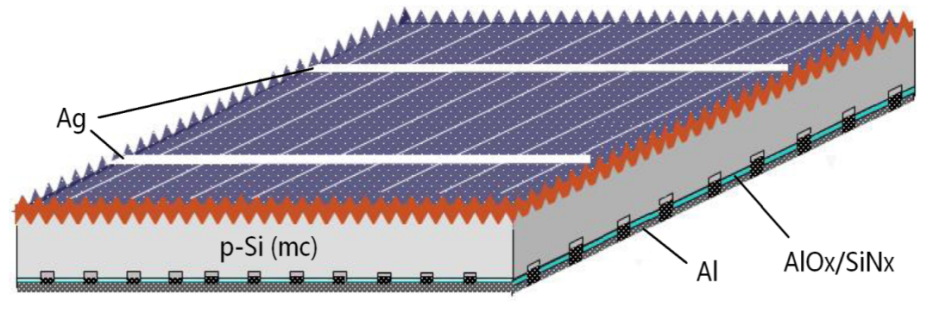 Ag
p-Si (mc)
Al
AlOx/SiNx